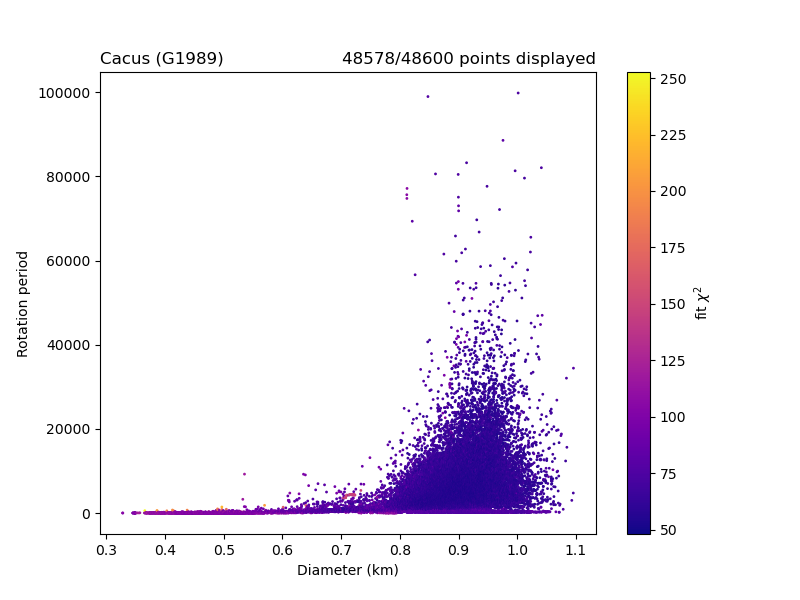 Cacus (G1989)
48578/48600 points displayed
Rotation period
100000
80000
60000
40000
20000
0
0.3 0.4 0.5 0.6 0.7 0.8 0.9 1.0 1.1
Diameter (km)
250
225
200
175
150
125
100
75
50
fit χ²